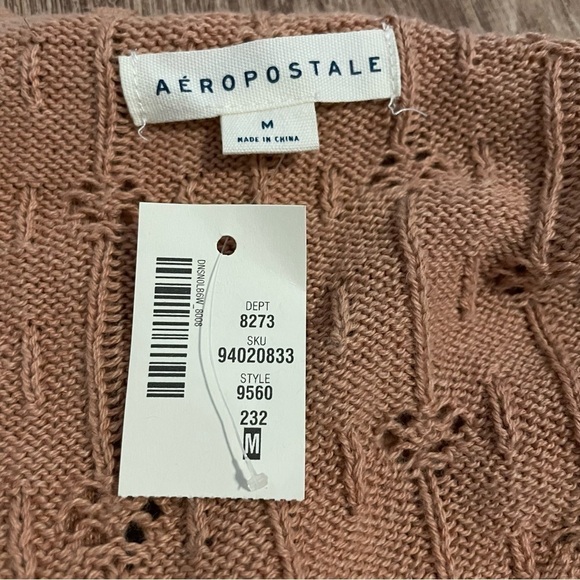 AÉROPOSTALE
M
MADE IN CHINA
DEPT
8273
SKU
94020833
STYLE
9560
232
M